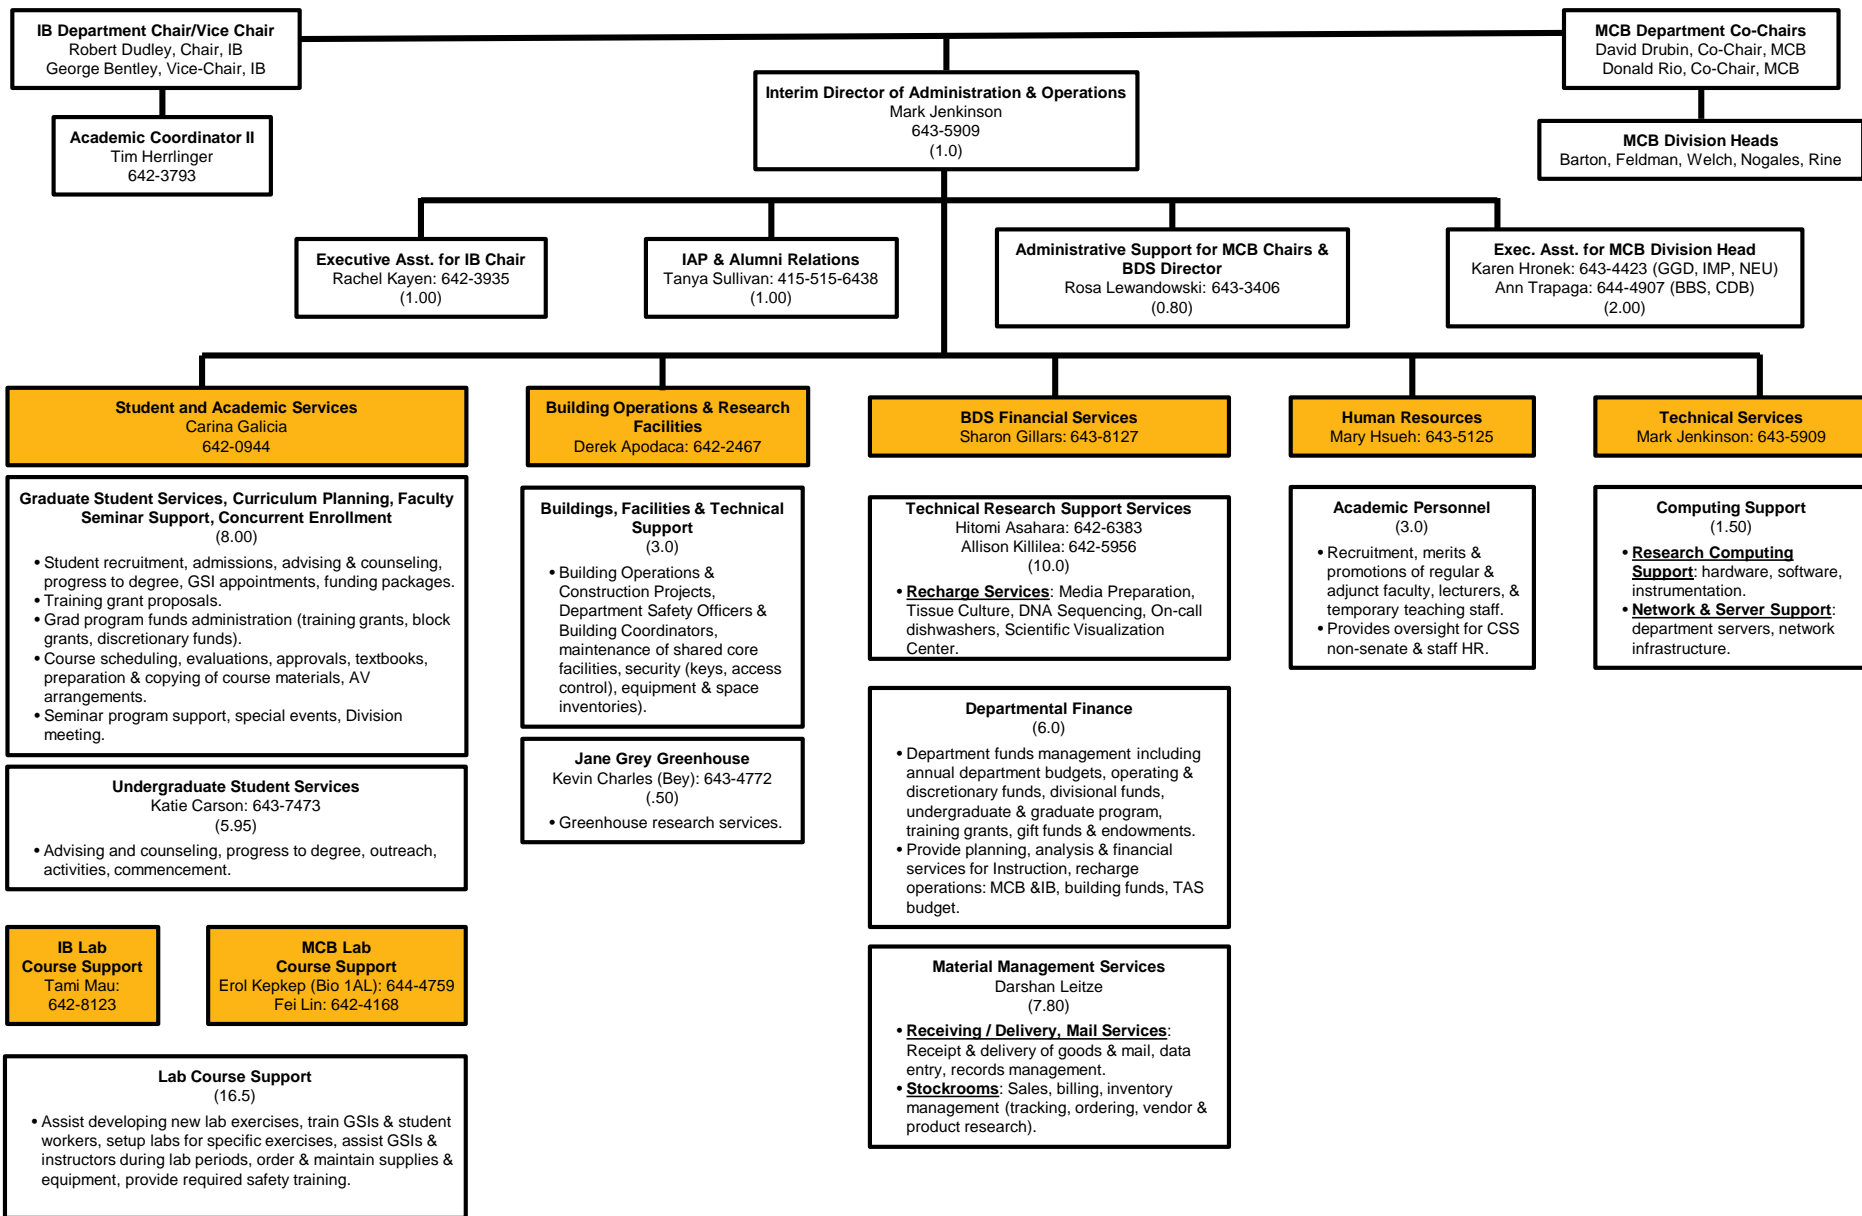 IB Department Chair/Vice Chair
Robert Dudley, Chair, IB
George Bentley, Vice-Chair, IB
MCB Department Co-Chairs
David Drubin, Co-Chair, MCB
Donald Rio, Co-Chair, MCB
Interim Director of Administration & Operations
Mark Jenkinson
643-5909
(1.0)
Academic Coordinator II
Tim Herrlinger
642-3793
MCB Division Heads
Barton, Feldman, Welch, Nogales, Rine
Executive Asst. for IB Chair
Rachel Kayen: 642-3935
(1.00)
IAP & Alumni Relations
Tanya Sullivan: 415-515-6438
(1.00)
Administrative Support for MCB Chairs &
BDS Director
Rosa Lewandowski: 643-3406
(0.80)
Exec. Asst. for MCB Division Head
Karen Hronek: 643-4423 (GGD, IMP, NEU)
Ann Trapaga: 644-4907 (BBS, CDB)
(2.00)
Student and Academic Services
Carina Galicia
642-0944
Building Operations & Research
Facilities
Derek Apodaca: 642-2467
BDS Financial Services
Sharon Gillars: 643-8127
Human Resources
Mary Hsueh: 643-5125
Technical Services
Mark Jenkinson: 643-5909
Graduate Student Services, Curriculum Planning, Faculty
Seminar Support, Concurrent Enrollment
(8.00)
• Student recruitment, admissions, advising & counseling,
progress to degree, GSI appointments, funding packages.
• Training grant proposals.
• Grad program funds administration (training grants, block
grants, discretionary funds).
• Course scheduling, evaluations, approvals, textbooks,
preparation & copying of course materials, AV
arrangements.
• Seminar program support, special events, Division
meeting.
Undergraduate Student Services
Katie Carson: 643-7473
(5.95)
• Advising and counseling, progress to degree, outreach,
activities, commencement.
IB Lab
Course Support
Tami Mau:
642-8123
MCB Lab
Course Support
Erol Kepkep (Bio 1AL): 644-4759
Fei Lin: 642-4168
Lab Course Support
(16.5)
• Assist developing new lab exercises, train GSIs & student
workers, setup labs for specific exercises, assist GSIs &
instructors during lab periods, order & maintain supplies &
equipment, provide required safety training.
Buildings, Facilities & Technical
Support
(3.0)
• Building Operations &
Construction Projects,
Department Safety Officers &
Building Coordinators,
maintenance of shared core
facilities, security (keys, access
control), equipment & space
inventories).
Jane Grey Greenhouse
Kevin Charles (Bey): 643-4772
(.50)
• Greenhouse research services.
Technical Research Support Services
Hitomi Asahara: 642-6383
Allison Killilea: 642-5956
(10.0)
• Recharge Services: Media Preparation,
Tissue Culture, DNA Sequencing, On-call
dishwashers, Scientific Visualization
Center.
Departmental Finance
(6.0)
• Department funds management including
annual department budgets, operating &
discretionary funds, divisional funds,
undergraduate & graduate program,
training grants, gift funds & endowments.
• Provide planning, analysis & financial
services for Instruction, recharge
operations: MCB &IB, building funds, TAS
budget.
Material Management Services
Darshan Leitze
(7.80)
• Receiving / Delivery, Mail Services:
Receipt & delivery of goods & mail, data
entry, records management.
• Stockrooms: Sales, billing, inventory
management (tracking, ordering, vendor &
product research).
Academic Personnel
(3.0)
• Recruitment, merits &
promotions of regular &
adjunct faculty, lecturers, &
temporary teaching staff.
• Provides oversight for CSS
non-senate & staff HR.
Computing Support
(1.50)
• Research Computing
Support: hardware, software,
instrumentation.
• Network & Server Support:
department servers, network
infrastructure.